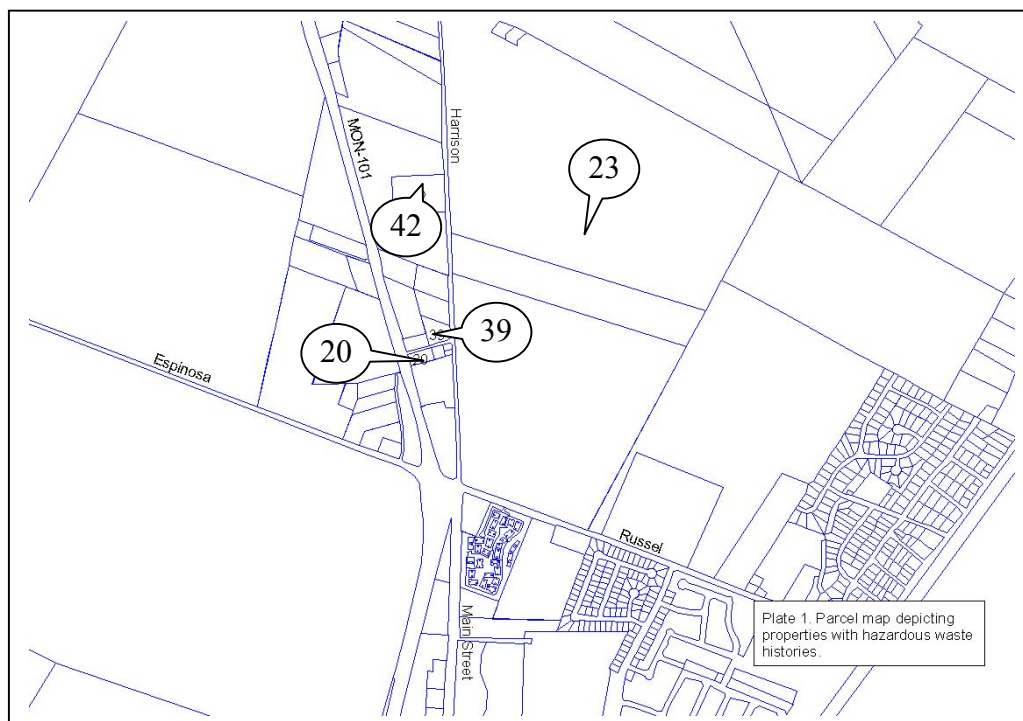 MON-101
Harrison
23
42
39
20
20
Espinosa
Russel
Main Street
Plate 1. Parcel map depicting
properties with hazardous waste
histories.